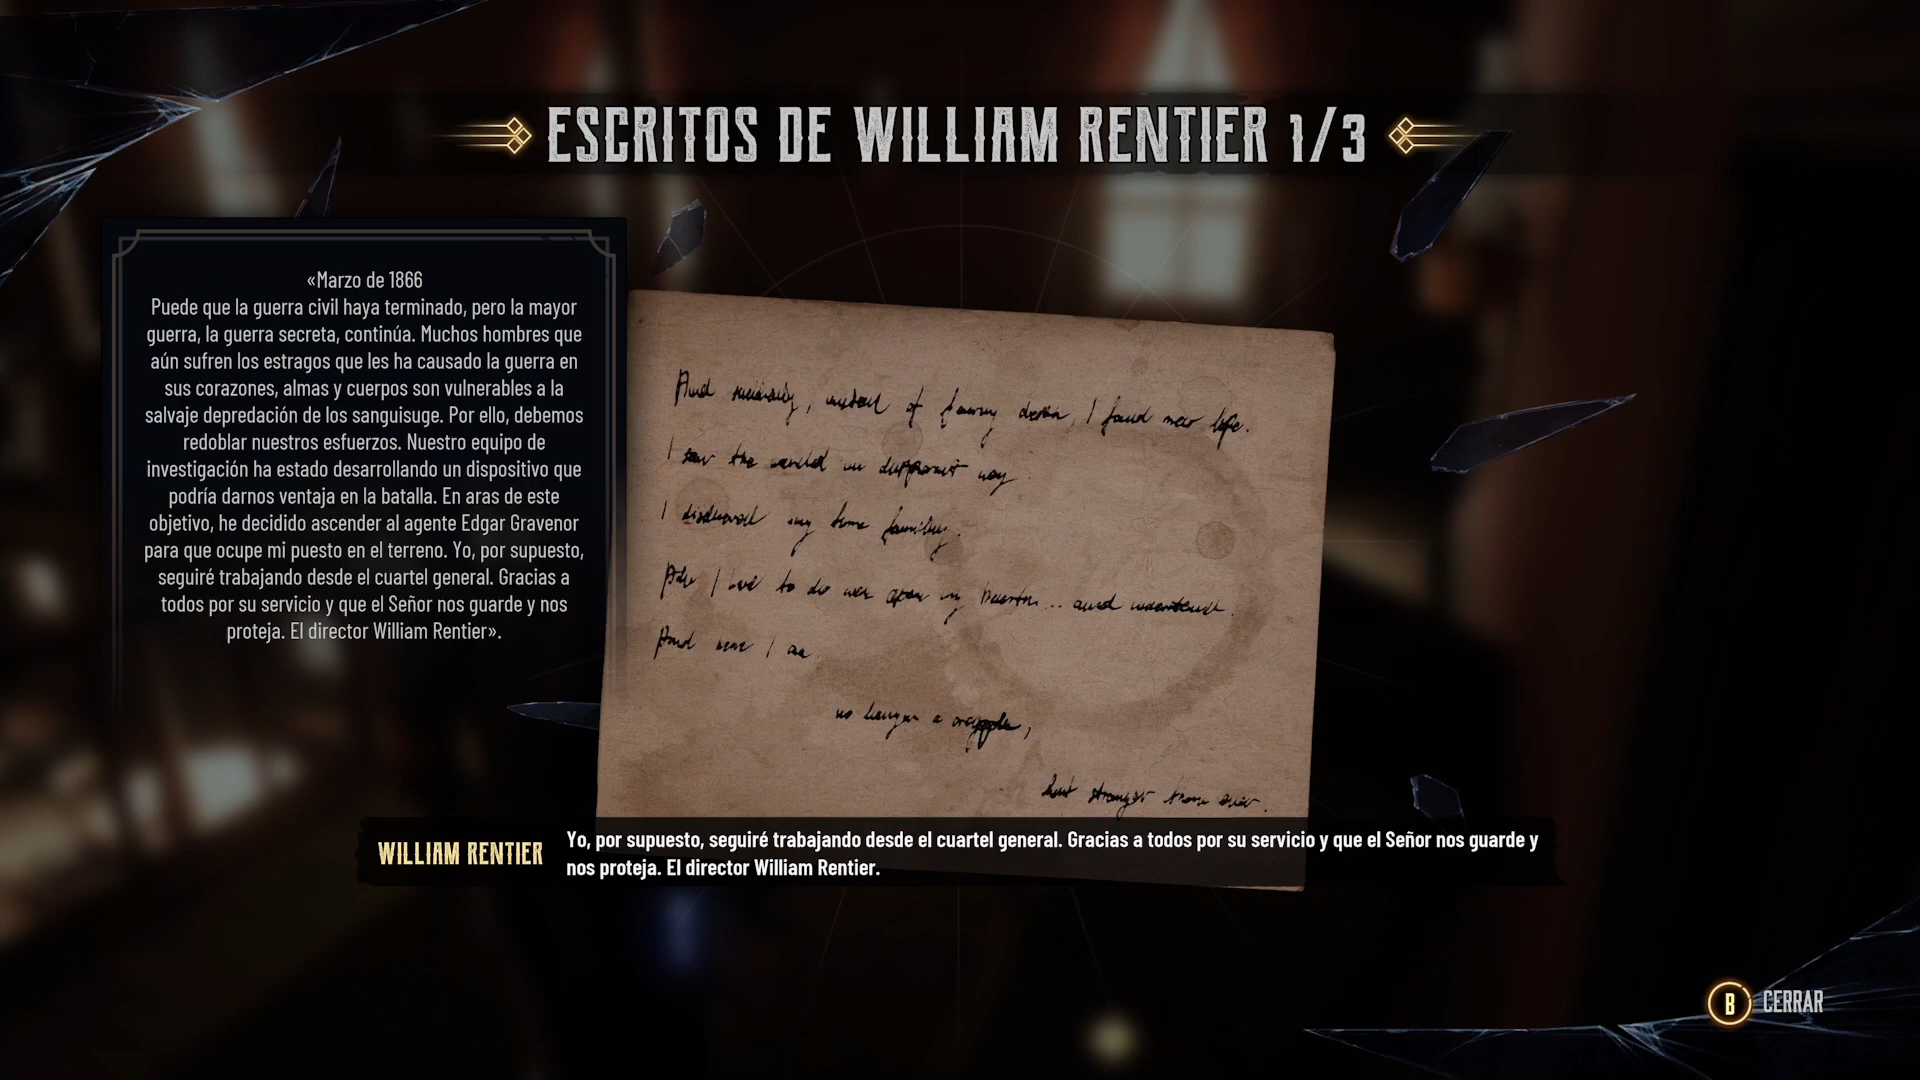 ESCRITOS DE WILLIAM RENTIER 1/3
«Marzo de 1866
Puede que la guerra civil haya terminado, pero la mayor
guerra, la guerra secreta, continúa. Muchos hombres que
aún sufren los estragos que les ha causado la guerra en
sus corazones, almas y cuerpos son vulnerables a la
salvaje depredación de los sanguisuge. Por ello, debemos
redoblar nuestros esfuerzos. Nuestro equipo de
investigación ha estado desarrollando un dispositivo que
podría darnos ventaja en la batalla. En aras de este
objetivo, he decidido ascender al agente Edgar Gravenor
para que ocupe mi puesto en el terreno. Yo, por supuesto,
seguiré trabajando desde el cuartel general. Gracias a
todos por su servicio y que el Señor nos guarde y nos
proteja. El director William Rentier».
And of I found new life.
I saw the world in different way.
I my family.
I to do my ... and
And now I am
no longer a cripple,
but stronger than ever.
WILLIAM RENTIER
Yo, por supuesto, seguiré trabajando desde el cuartel general. Gracias a todos por su servicio y que el Señor nos guarde y
nos proteja. El director William Rentier.
B CERRAR